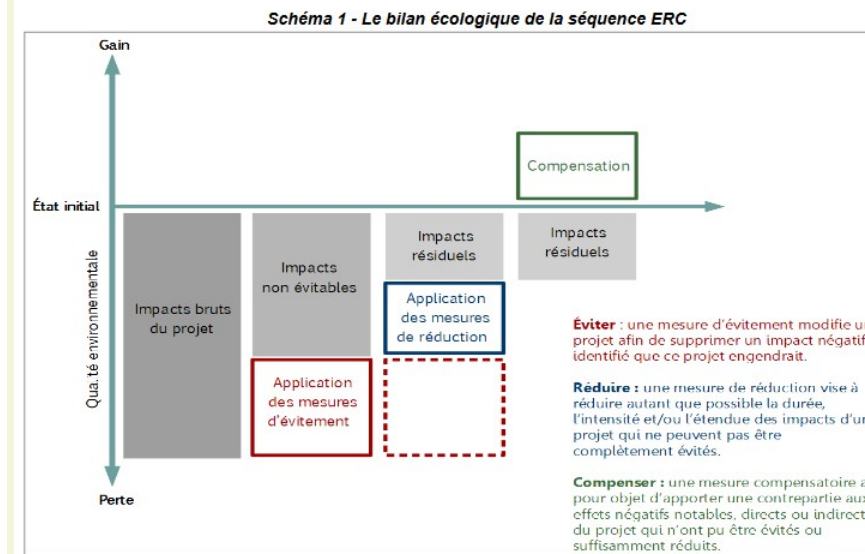 Schéma 1 - Le bilan écologique de la séquence ERC
Gain
Compensation
État initial
Impacts bruts
du projet
Impacts
non évitables
Impacts
résiduels
Impacts
résiduels
Application
des mesures
de réduction
Application
des mesures
d'évitement
Qua.té environnementale
Perte
Éviter : une mesure d'évitement modifie un
projet afin de supprimer un impact négatif
identifié que ce projet engendrait.
Réduire : une mesure de réduction vise à
réduire autant que possible la durée,
l'intensité et/ou l'étendue des impacts d'un
projet qui ne peuvent pas être
complètement évités.
Compenser : une mesure compensatoire a
pour objet d'apporter une contrepartie aux
effets négatifs notables, directs ou indirect
du projet qui n'ont pu être évités ou
suffisamment réduits.